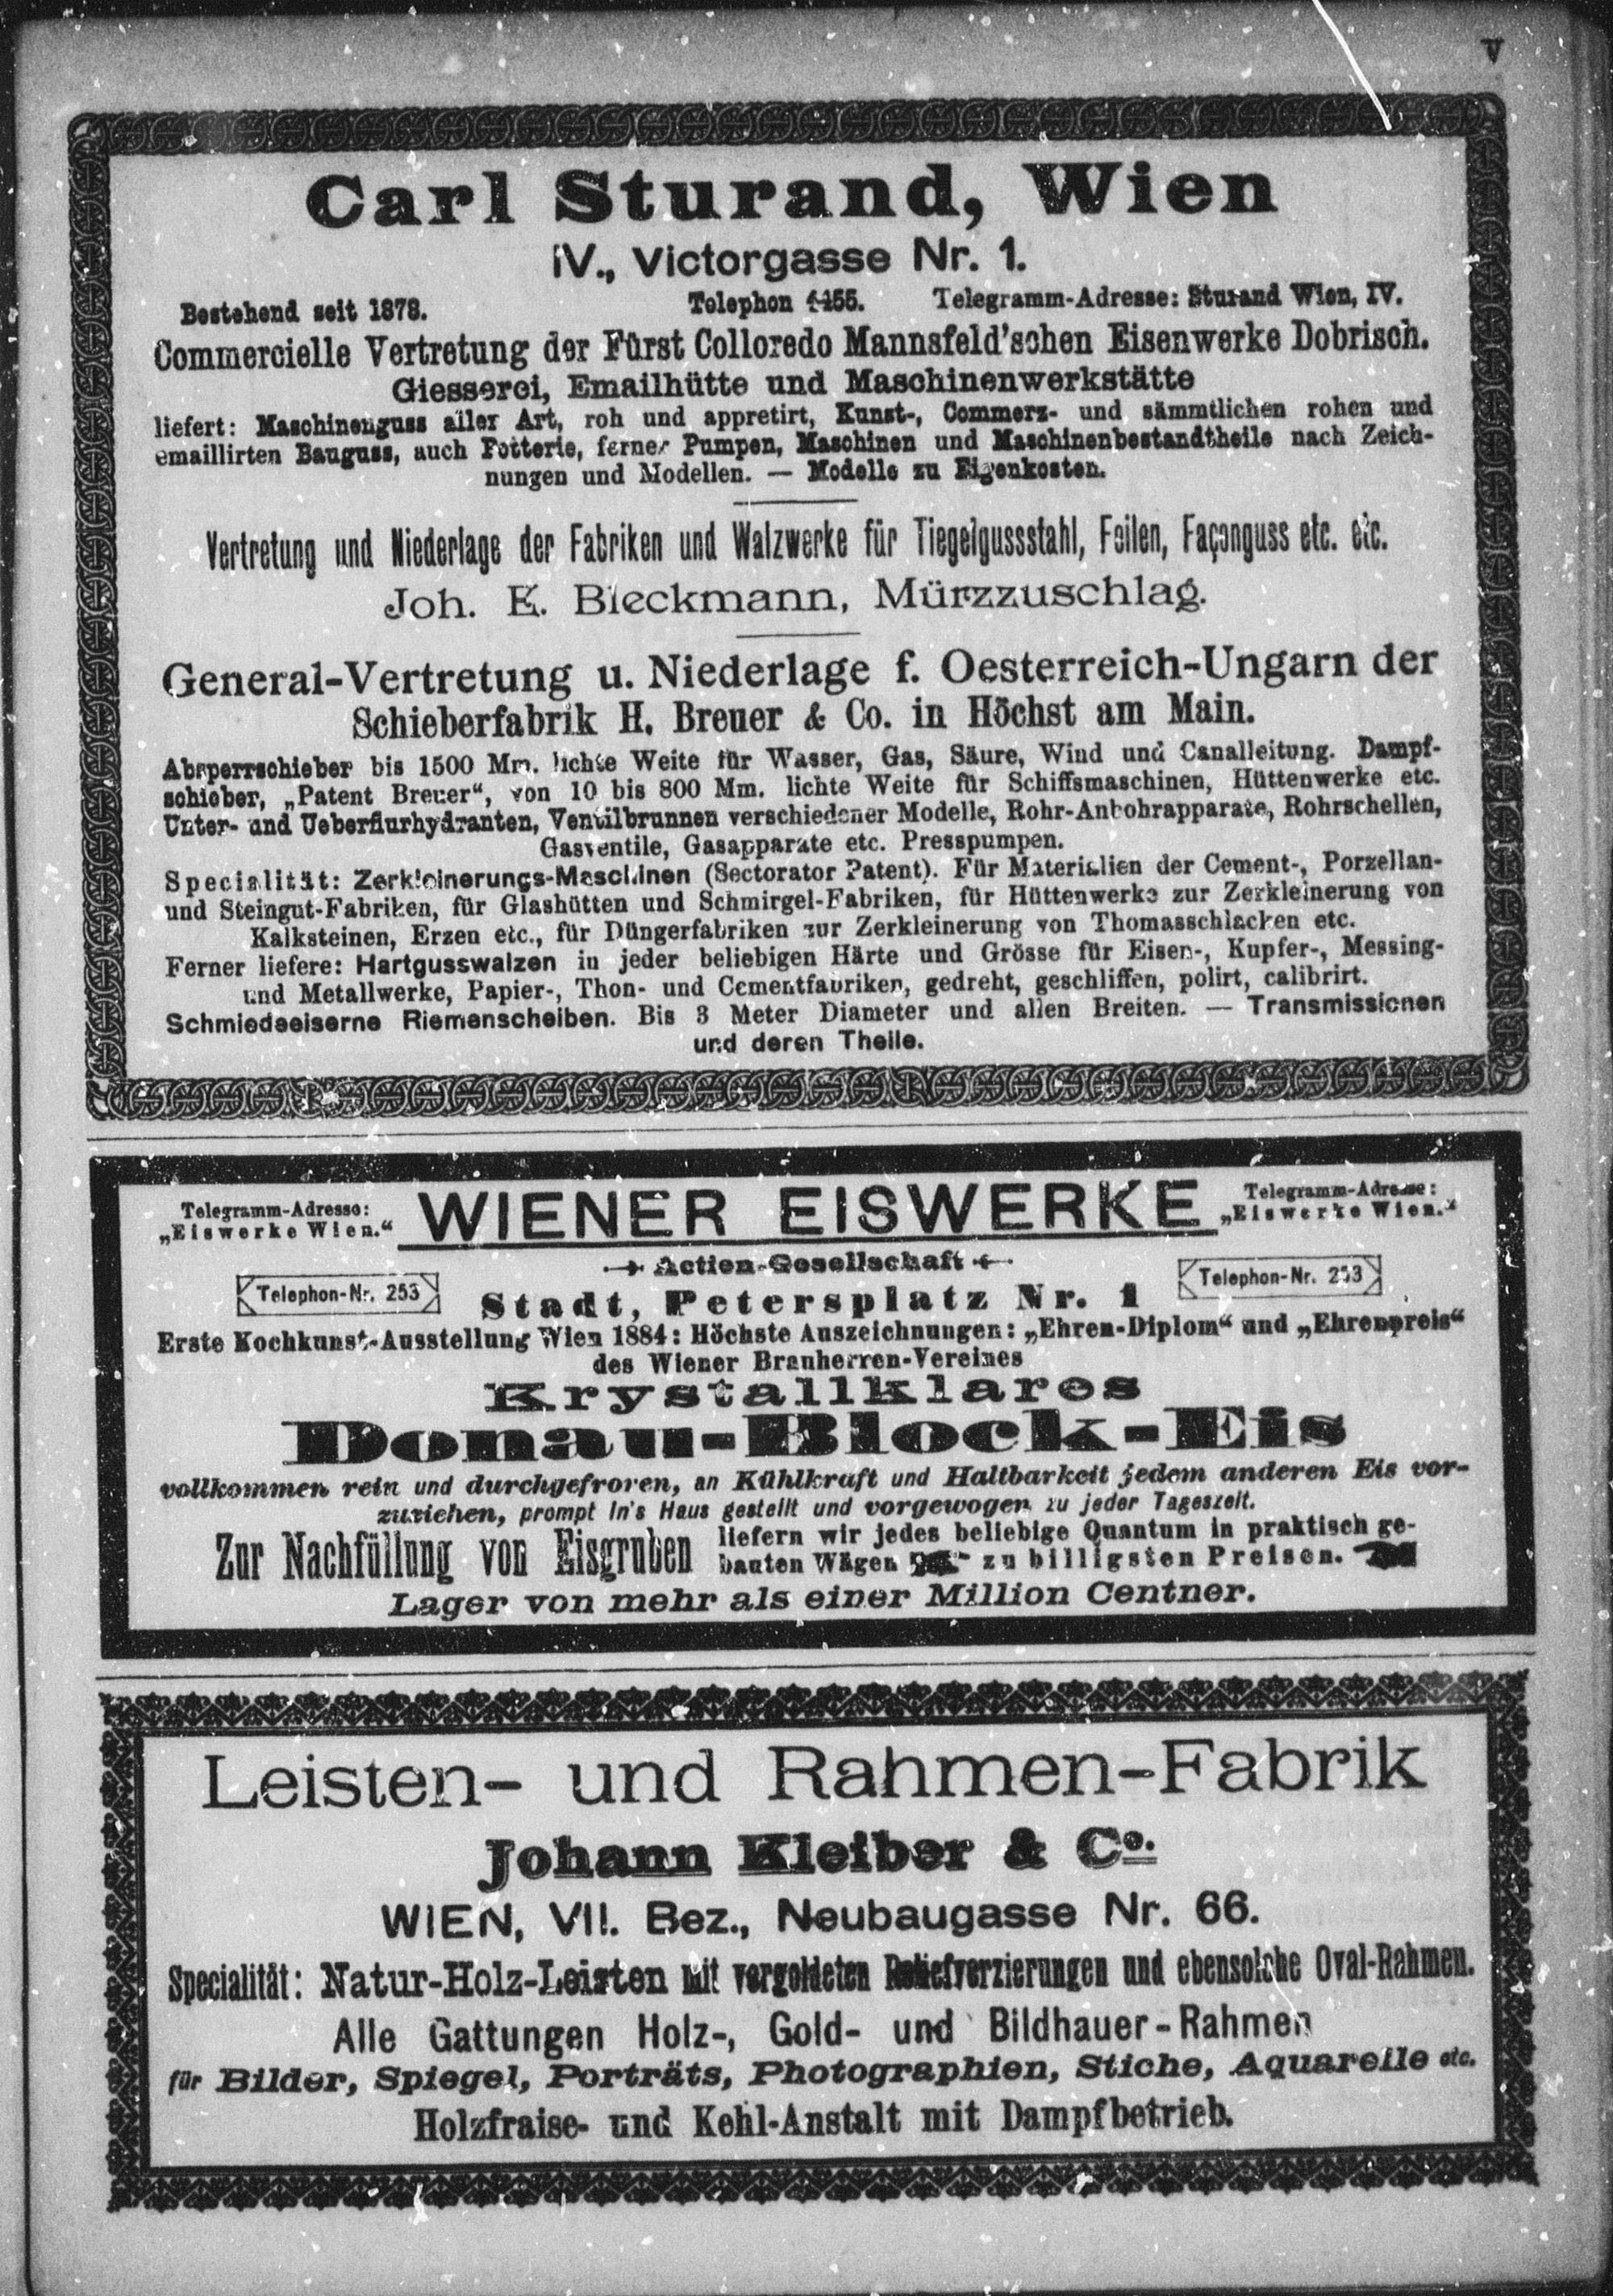 V
Carl Sturand, Wien
IV., Victorgasse Nr. 1.
Bestehend seit 1878. Telephon Telegramm-Adresse: Sturand Wien, IV.
Commercielle Vertretung der Fürst Colloredo Mannsfeld'schen Eisenwerke Dobrisch.
Giesserei, Emailhütte und Maschinenwerkstätte
liefert: Maschinenguss aller Art, roh und appretirt, Kunst-, Commerz- und sämmtlichen rohen und
emaillirten Bauguss, auch Potterie, ferner Pumpen, Maschinen und Maschinenbestandtheile nach Zeich-
nungen und Modellen. — Modelle zu Eigenkosten.
Vertretung und Niederlage der Fabriken und Walzwerke für Tiegelgussstahl, Feilen, Façonguss etc. etc.
Joh. E. Bleckmann, Mürzzuschlag.
General-Vertretung u. Niederlage f. Oesterreich-Ungarn der
Schieberfabrik H. Breuer & Co. in Höchst am Main.
Absperrschieber bis 1500 Mm. lichte Weite für Wasser, Gas, Säure, Wind und Canalleitung. Dampf-
schieber, „Patent Breuer“, von 10 bis 800 Mm. lichte Weite für Schiffsmaschinen, Hüttenwerke etc.
Unter- und Ueberflurhydranten, Ventilbrunnen verschiedener Modelle, Rohr-Anbohrapparate, Rohrschellen,
Gasventile, Gasapparate etc. Presspumpen.
Specialität: Zerkleinerungs-Maschinen (Sectorator Patent). Für Materialien der Cement-, Porzellan-
und Steingut-Fabriken, für Glashütten und Schmirgel-Fabriken, für Hüttenwerke zur Zerkleinerung von
Kalksteinen, Erzen etc., für Düngerfabriken zur Zerkleinerung von Thomasschlacken etc.
Ferner liefere: Hartgusswalzen in jeder beliebigen Härte und Grösse für Eisen-, Kupfer-, Messing-
und Metallwerke, Papier-, Thon- und Cementfabriken, gedreht, geschliffen, polirt, calibrirt.
Schmiedeeiserne Riemenscheiben. Bis 3 Meter Diameter und allen Breiten. — Transmissionen
und deren Theile.
Telegramm-Adresse: WIENER EISWERKE Telegramm-Adresse:
„Eiswerke Wien.“ „Eiswerke Wien.“
Actien-Gesellschaft
Telephon-Nr. 253 Stadt, Petersplatz Nr. 1 Telephon-Nr. 253
Erste Kochkunst-Ausstellung Wien 1884: Höchste Auszeichnungen: „Ehren-Diplom“ und „Ehrenpreis“
des Wiener Brauherren-Vereines
Krystallklares
Donau-Block-Eis
vollkommen rein und durchgefroren, an Kühlkraft und Haltbarkeit jedem anderen Eis vor-
zuziehen, prompt in's Haus gestellt und vorgewogen zu jeder Tageszeit.
Zur Nachfüllung von Eisgruben liefern wir jedes beliebige Quantum in praktisch ge-
bauten Wägen zu billigsten Preisen.
Lager von mehr als einer Million Centner.
Leisten- und Rahmen-Fabrik
Johann Kleiber & Co.
WIEN, VII. Bez., Neubaugasse Nr. 66.
Specialität: Natur-Holz-Leisten mit vergoldeten Reliefverzierungen und ebensolche Oval-Rahmen.
Alle Gattungen Holz-, Gold- und Bildhauer-Rahmen
für Bilder, Spiegel, Porträts, Photographien, Stiche, Aquarelle etc.
Holzfraise- und Kehl-Anstalt mit Dampfbetrieb.